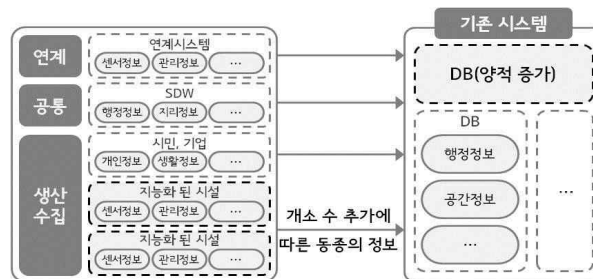 기존 시스템
연계
연계시스템
센서정보 관리정보 ...
DB(양적 증가)
공통
SDW
행정정보 지리정보 ...
생산
수집
시민, 기업
개인정보 생활정보 ...
지능화 된 시설
센서정보 관리정보 ...
지능화 된 시설
센서정보 관리정보 ...
개소 수 추가에
따른 동종의 정보
DB
행정정보
공간정보
...
...